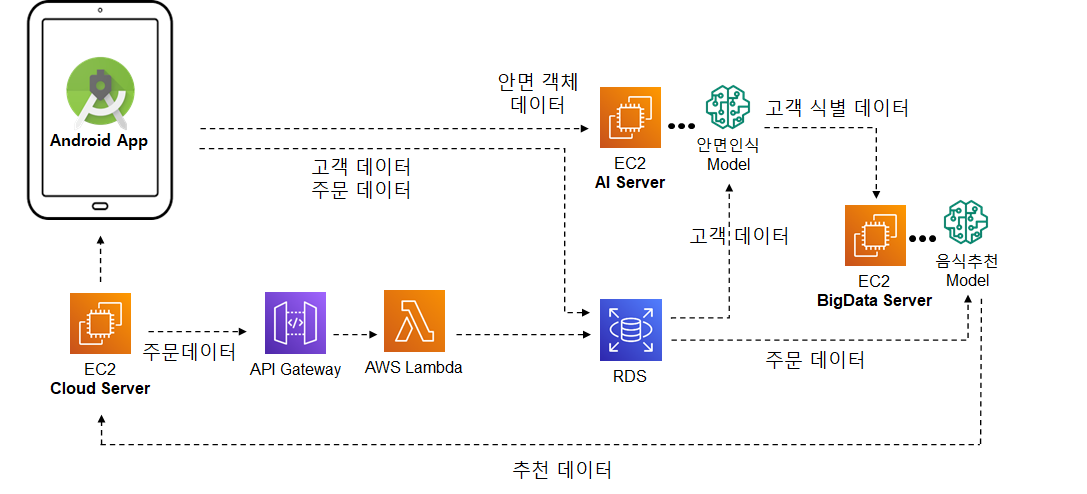 Android App
안면 객체
데이터
EC2
AI Server
안면인식
Model
고객 식별 데이터
고객 데이터
주문 데이터
고객 데이터
EC2
BigData Server
음식추천
Model
EC2
Cloud Server
주문데이터
API Gateway
AWS Lambda
RDS
주문 데이터
추천 데이터